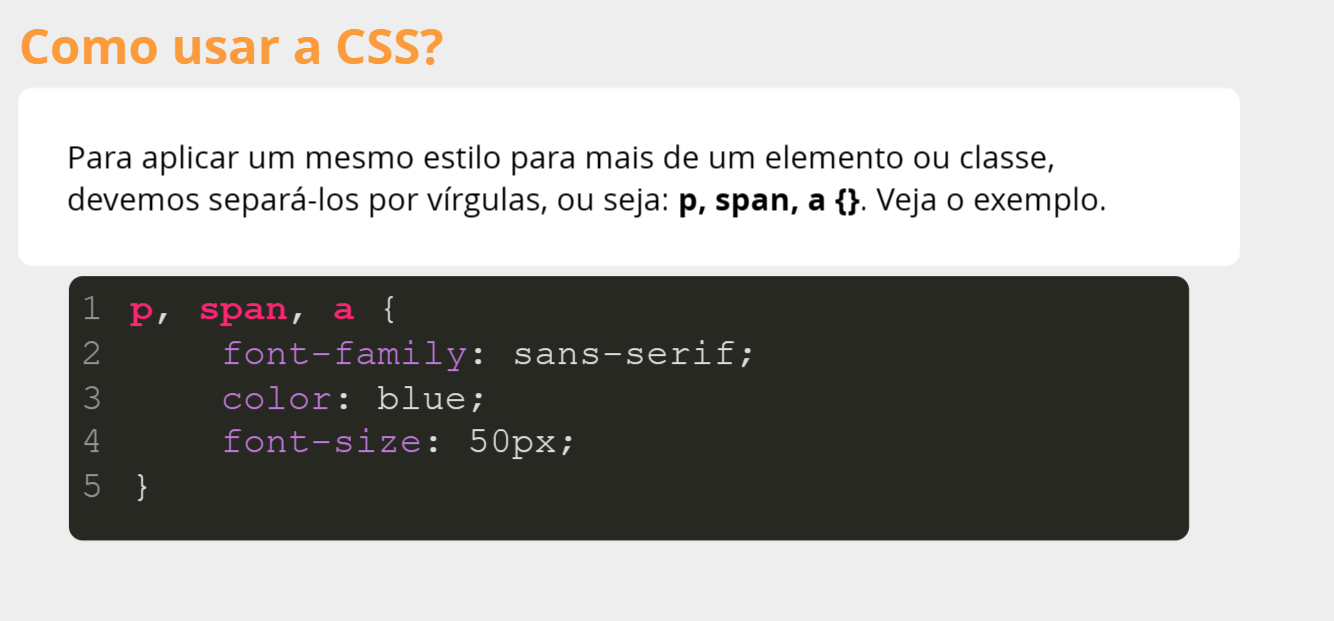 Como usar a CSS?
Para aplicar um mesmo estilo para mais de um elemento ou classe,
devemos separá-los por vírgulas, ou seja: p, span, a {}. Veja o exemplo.
1 p, span, a {
2     font-family: sans-serif;
3     color: blue;
4     font-size: 50px;
5 }